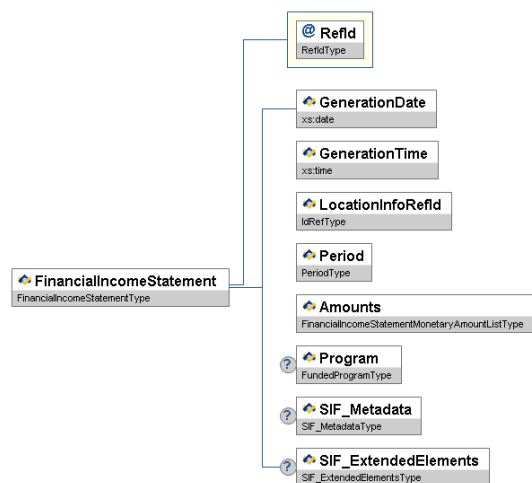 @ RefId
RefIdType
GenerationDate
xs:date
GenerationTime
xs:time
LocationInfoRefId
IdRefType
Period
PeriodType
FinancialIncomeStatement
FinancialIncomeStatementType
Amounts
FinancialIncomeStatementMonetaryAmountListType
? Program
FundedProgramType
? SIF_Metadata
SIF_MetadataType
? SIF_ExtendedElements
SIF_ExtendedElementsType